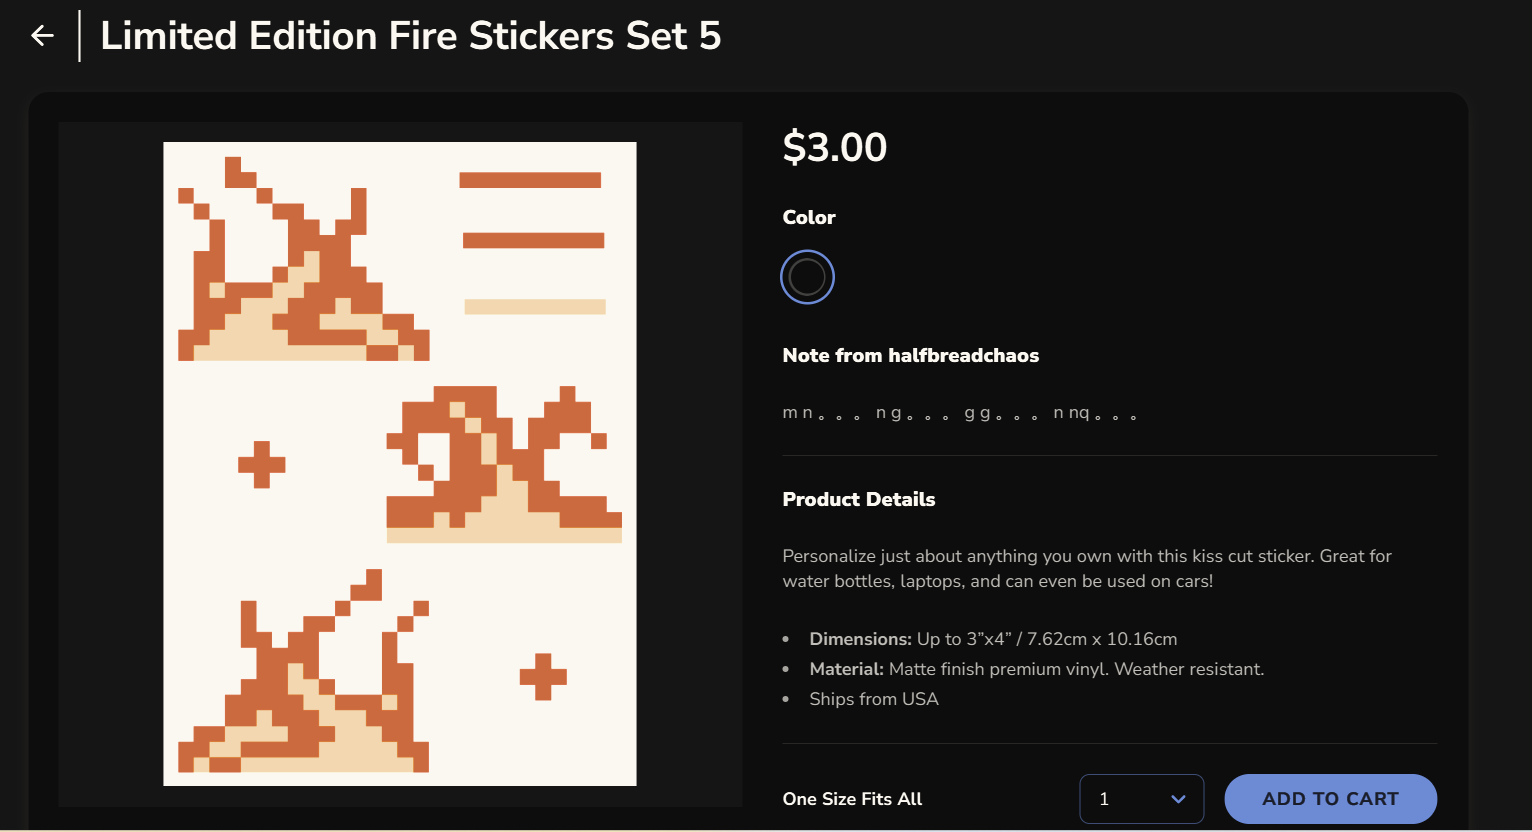 Limited Edition Fire Stickers Set 5
$3.00
Color
Note from halfbreadchaos
m n 。 。 。 n g 。 。 。 g g 。 。 。 n nq 。 。 。
Product Details
Personalize just about anything you own with this kiss cut sticker. Great for
water bottles, laptops, and can even be used on cars!
• Dimensions: Up to 3”x4” / 7.62cm x 10.16cm
• Material: Matte finish premium vinyl. Weather resistant.
• Ships from USA
One Size Fits All 1 ADD TO CART